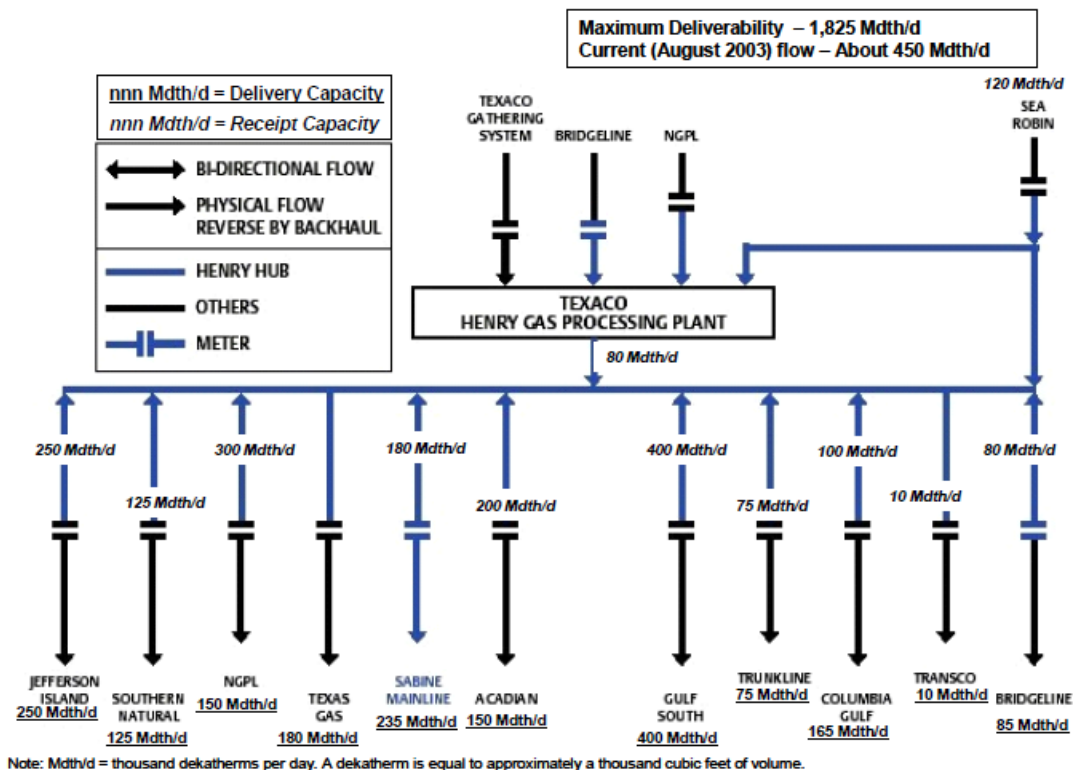 Maximum Deliverability – 1,825 Mdth/d
Current (August 2003) flow – About 450 Mdth/d
nnn Mdth/d = Delivery Capacity
nnn Mdth/d = Receipt Capacity
BI-DIRECTIONAL FLOW
PHYSICAL FLOW
REVERSE BY BACKHAUL
HENRY HUB
OTHERS
METER
TEXACO
GATHERING
SYSTEM
BRIDGELINE
NGPL
120 Mdth/d
SEA
ROBIN
TEXACO
HENRY GAS PROCESSING PLANT
80 Mdth/d
250 Mdth/d
125 Mdth/d
300 Mdth/d
180 Mdth/d
200 Mdth/d
400 Mdth/d
75 Mdth/d
100 Mdth/d
10 Mdth/d
80 Mdth/d
JEFFERSON
ISLAND
250 Mdth/d
SOUTHERN
NATURAL
125 Mdth/d
NGPL
150 Mdth/d
TEXAS
GAS
180 Mdth/d
SABINE
MAINLINE
235 Mdth/d
ACADIAN
150 Mdth/d
GULF
SOUTH
400 Mdth/d
TRUNKLINE
75 Mdth/d
COLUMBIA
GULF
165 Mdth/d
TRANSCO
10 Mdth/d
BRIDGELINE
85 Mdth/d
Note: Mdth/d = thousand dekatherms per day. A dekatherm is equal to approximately a thousand cubic feet of volume.